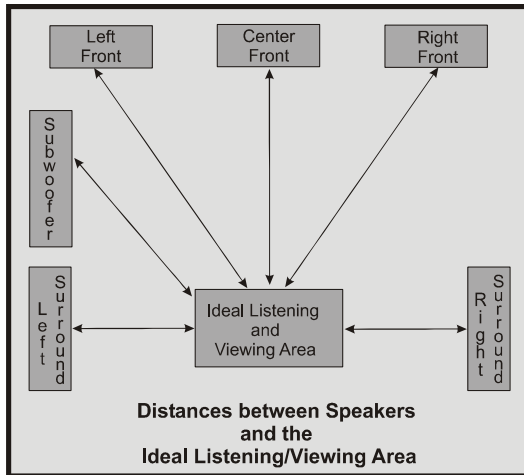 Left
Front
Center
Front
Right
Front
Subwoofer
Left
Surround
Ideal Listening
and
Viewing Area
Right
Surround
Distances between Speakers
and the
Ideal Listening/Viewing Area